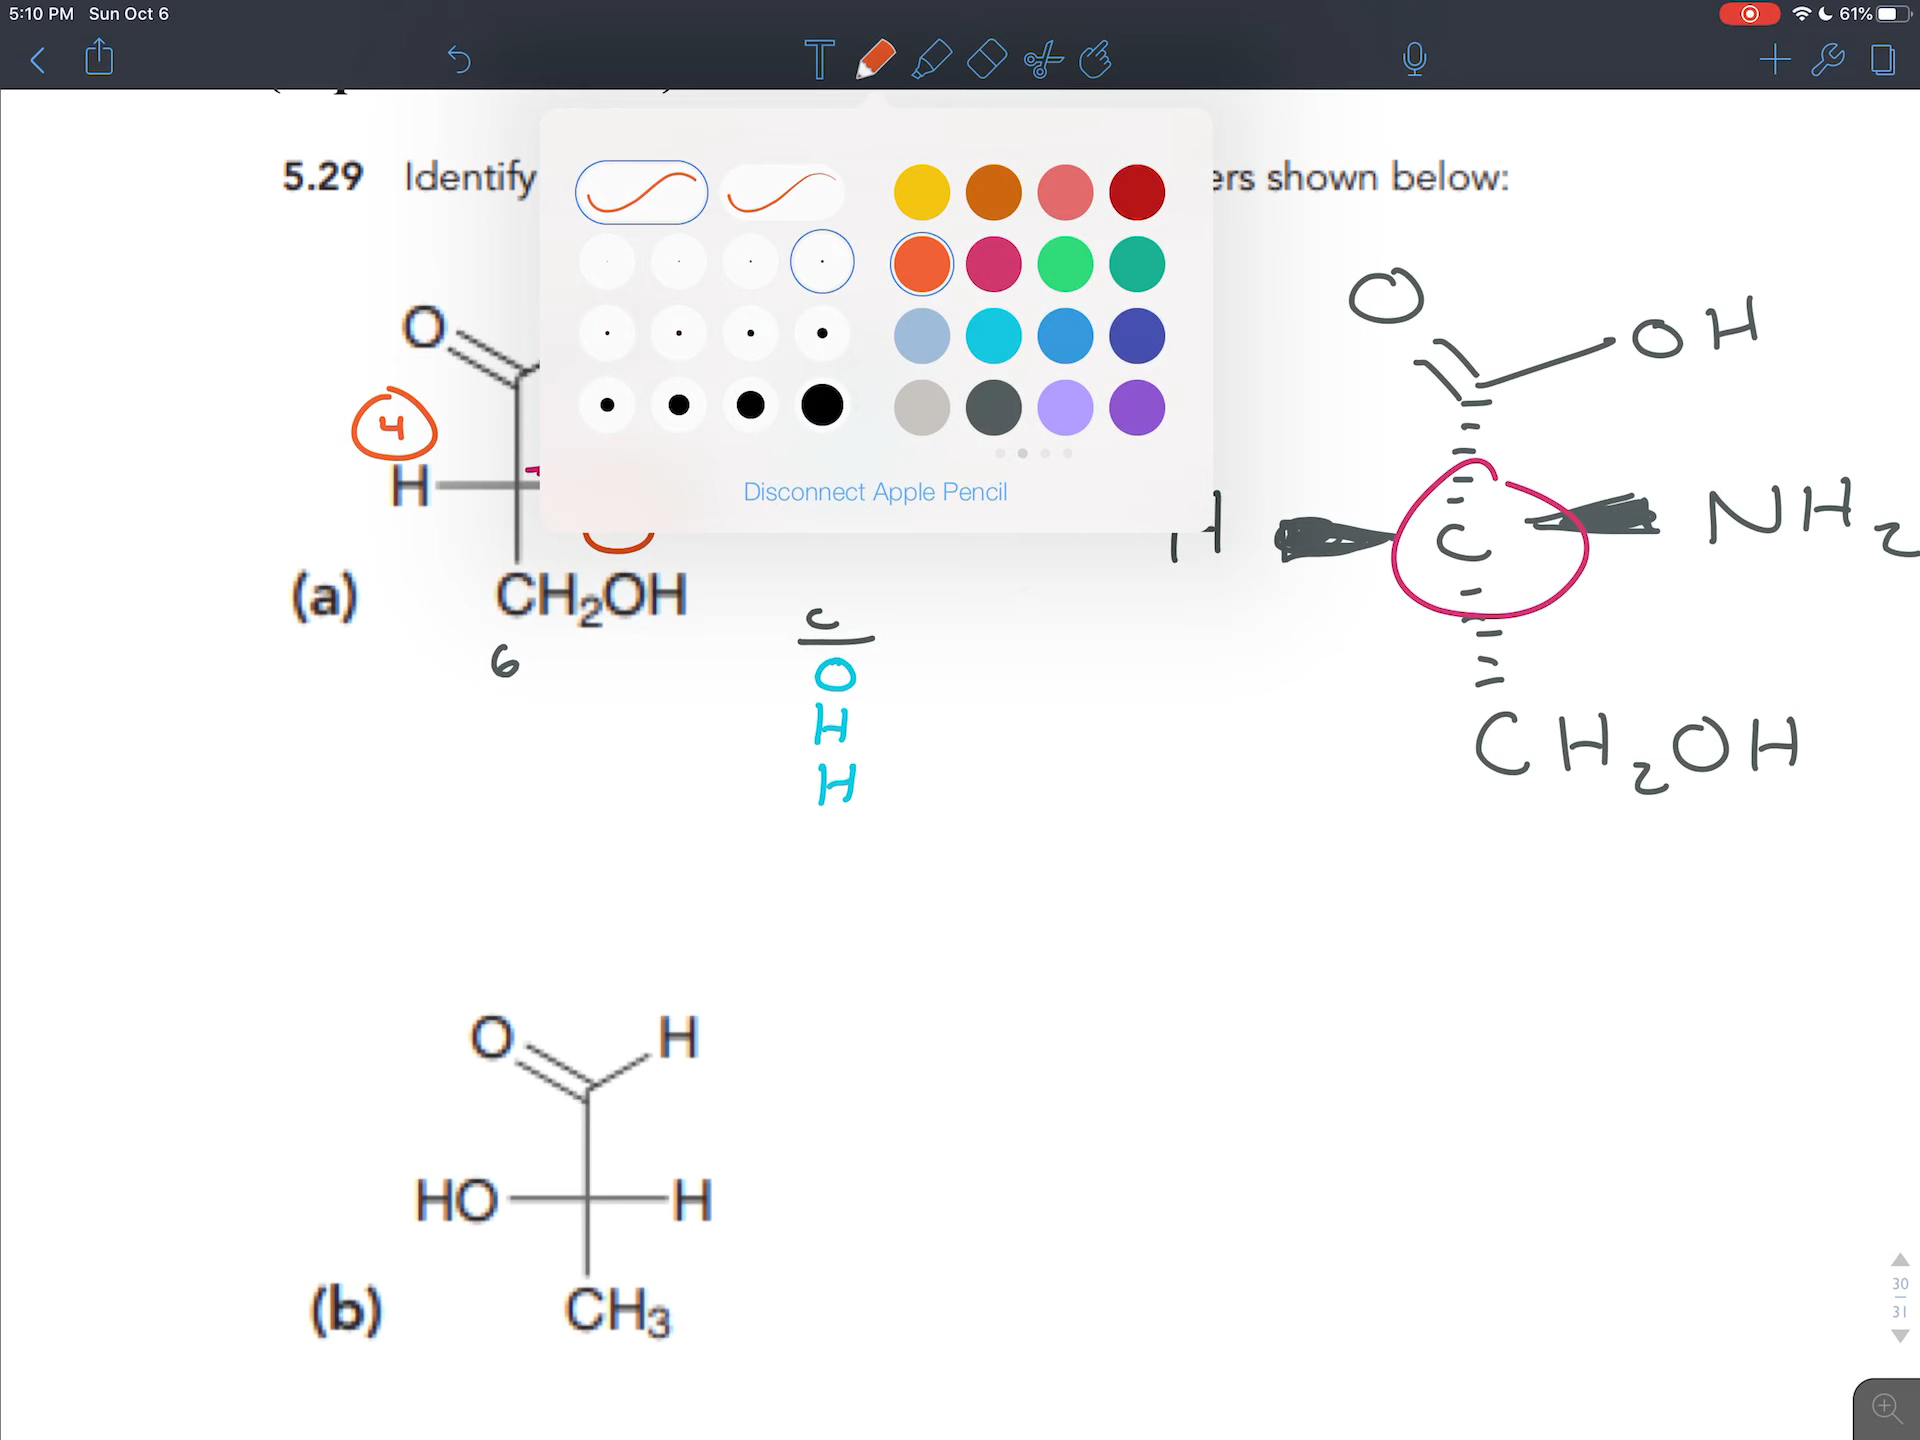 5:10 PM Sun Oct 6
61%
5.29 Identify
ers shown below:
O
4
H
(a)
CH₂OH
6
Disconnect Apple Pencil
C
O
H
H
O
OH
H
C
NH₂
CH₂OH
O
H
HO
H
(b)
CH₃
30
31